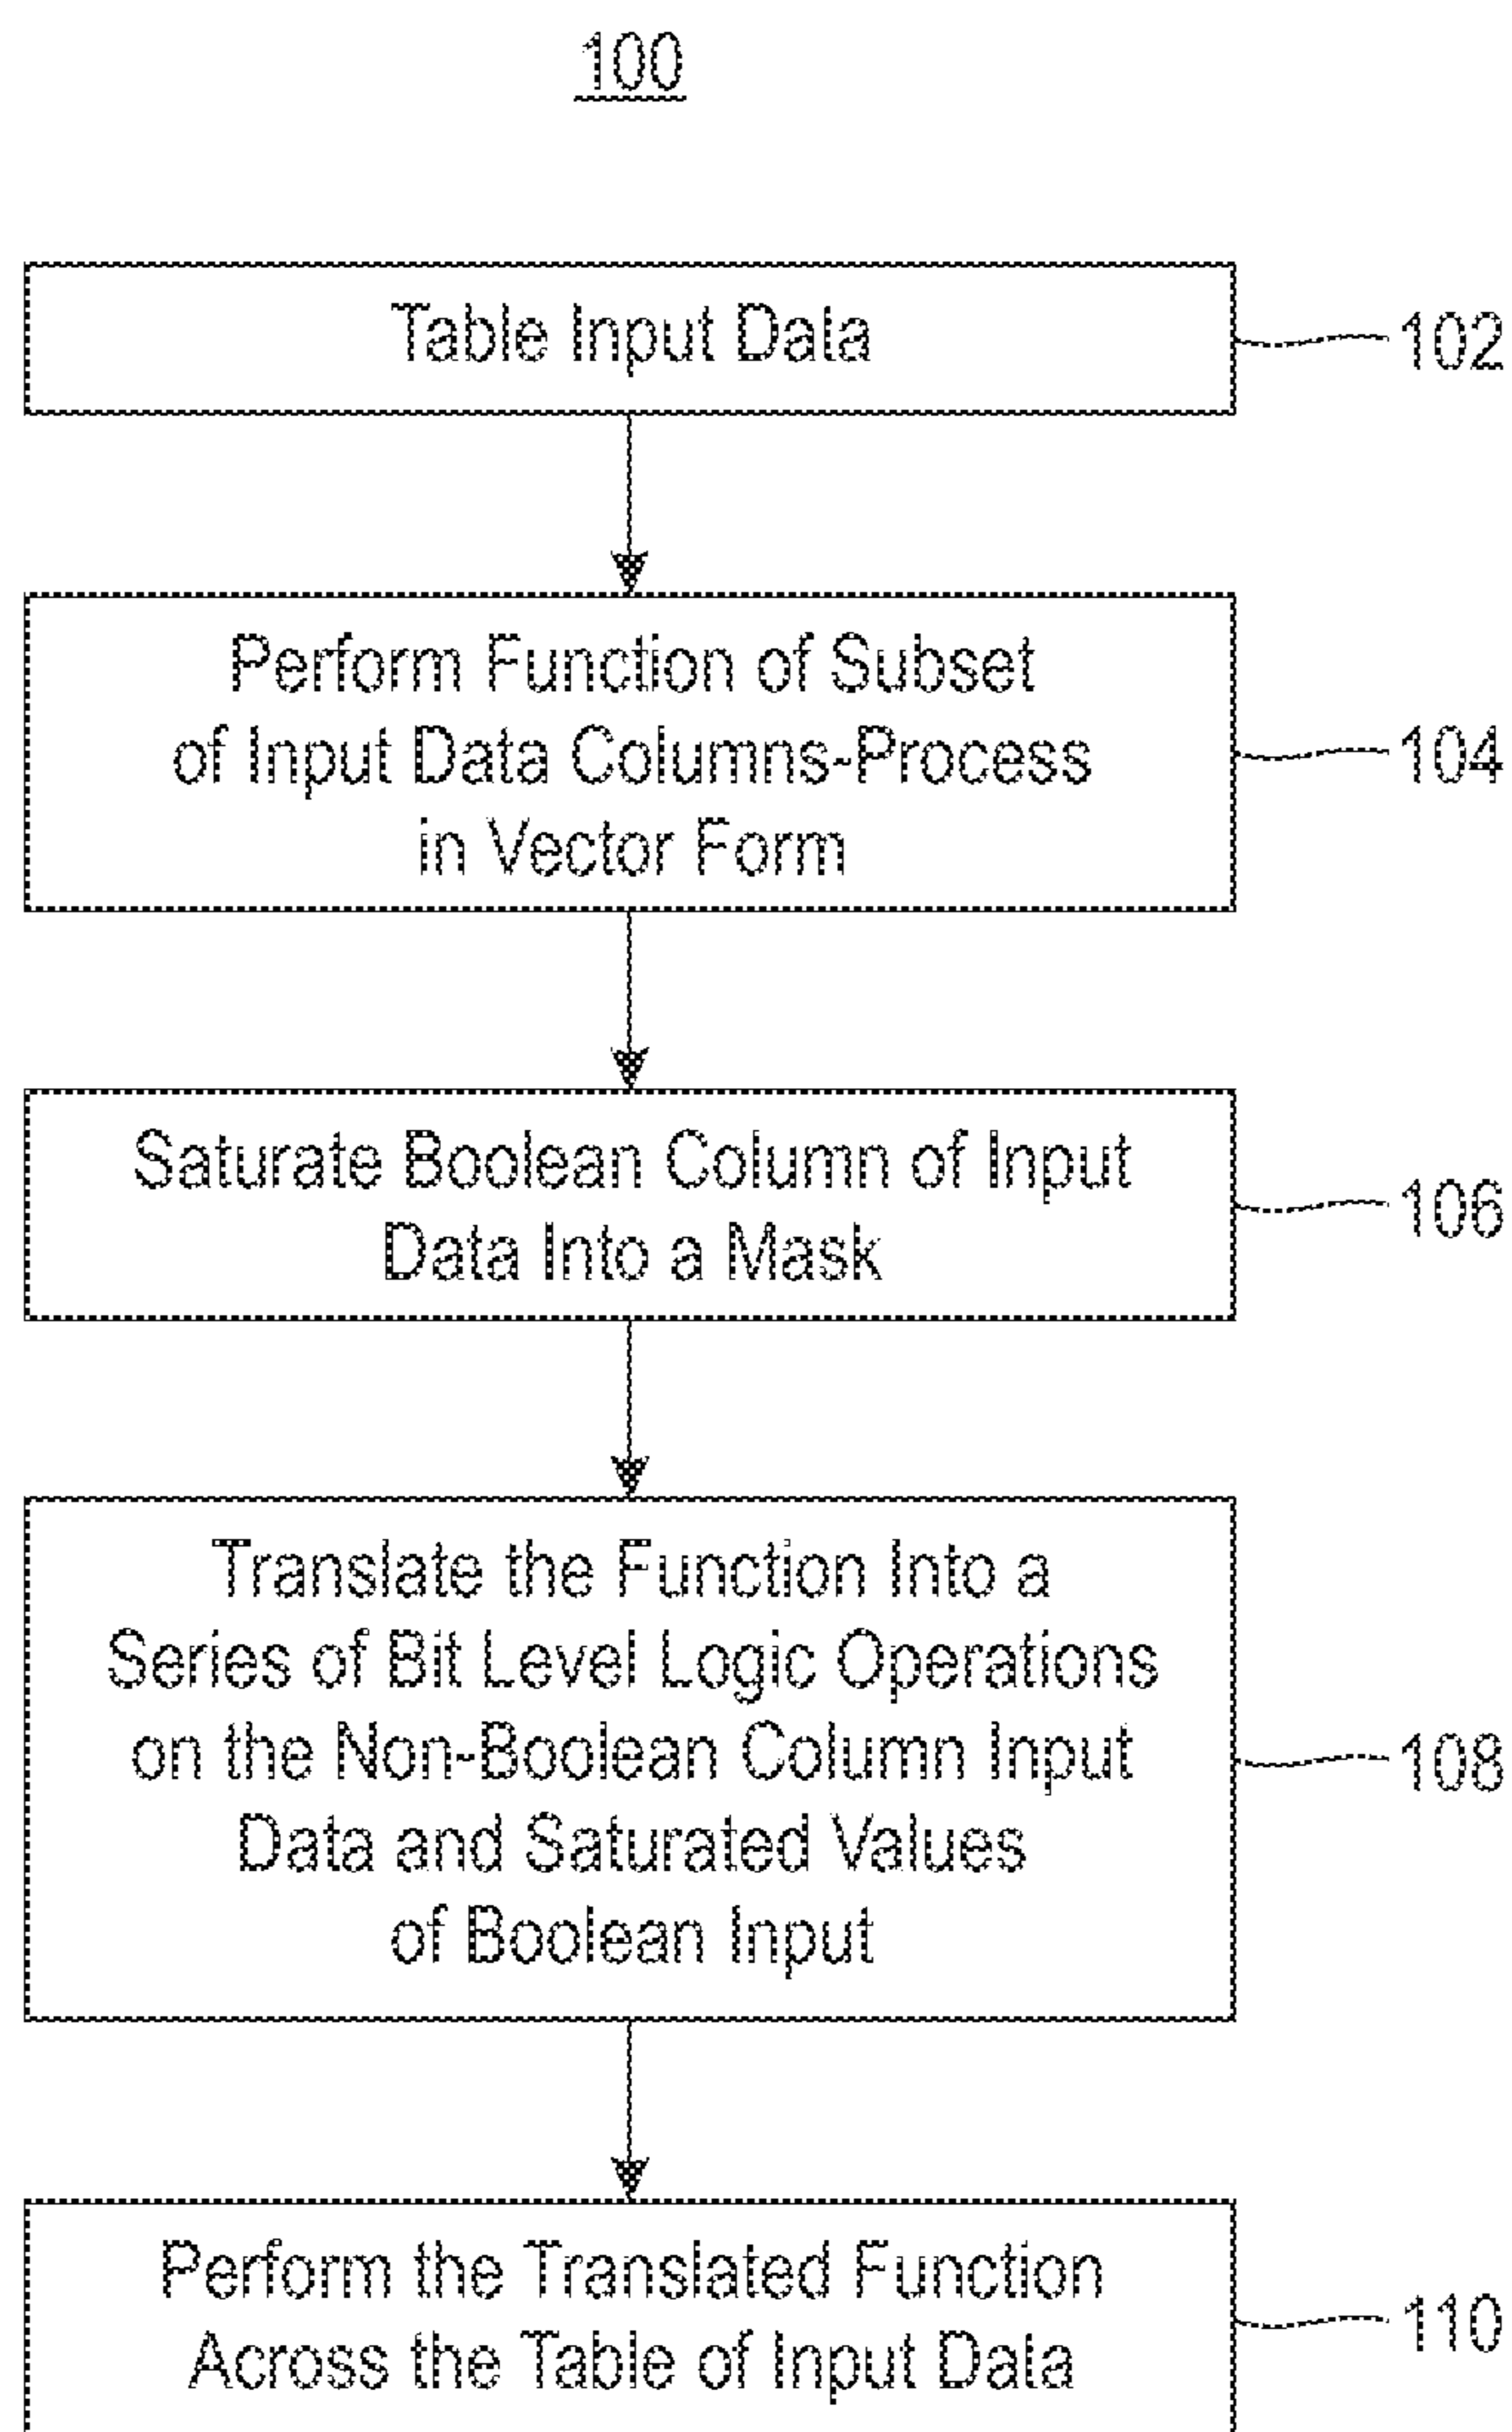 100
Table Input Data
102
Perform Function of Subset
of Input Data Columns-Process
in Vector Form
104
Saturate Boolean Column of Input
Data Into a Mask
106
Translate the Function Into a
Series of Bit Level Logic Operations
on the Non-Boolean Column Input
Data and Saturated Values
of Boolean Input
108
Perform the Translated Function
Across the Table of Input Data
110